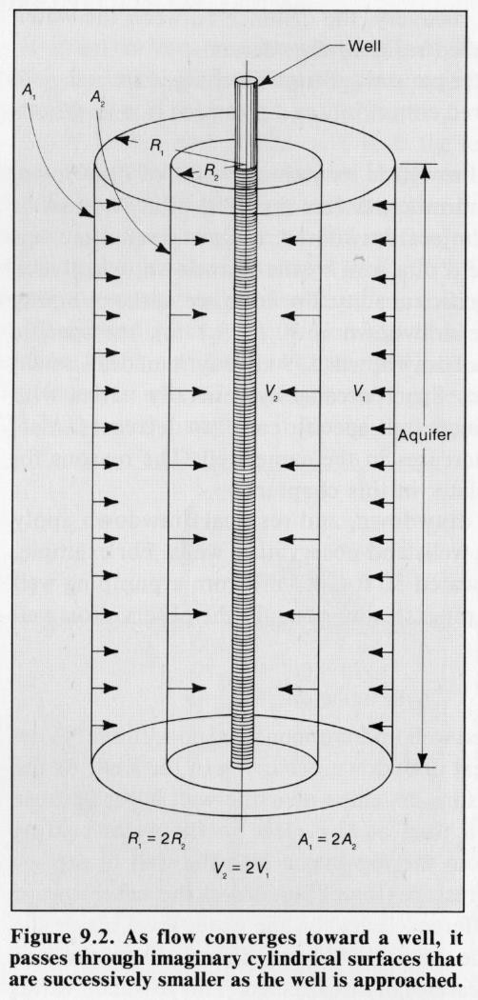 Well
A₁
A₂
R₁
R₂
V₂
V₁
Aquifer
R₁ = 2R₂
A₁ = 2A₂
V₂ = 2V₁
Figure 9.2. As flow converges toward a well, it
passes through imaginary cylindrical surfaces that
are successively smaller as the well is approached.